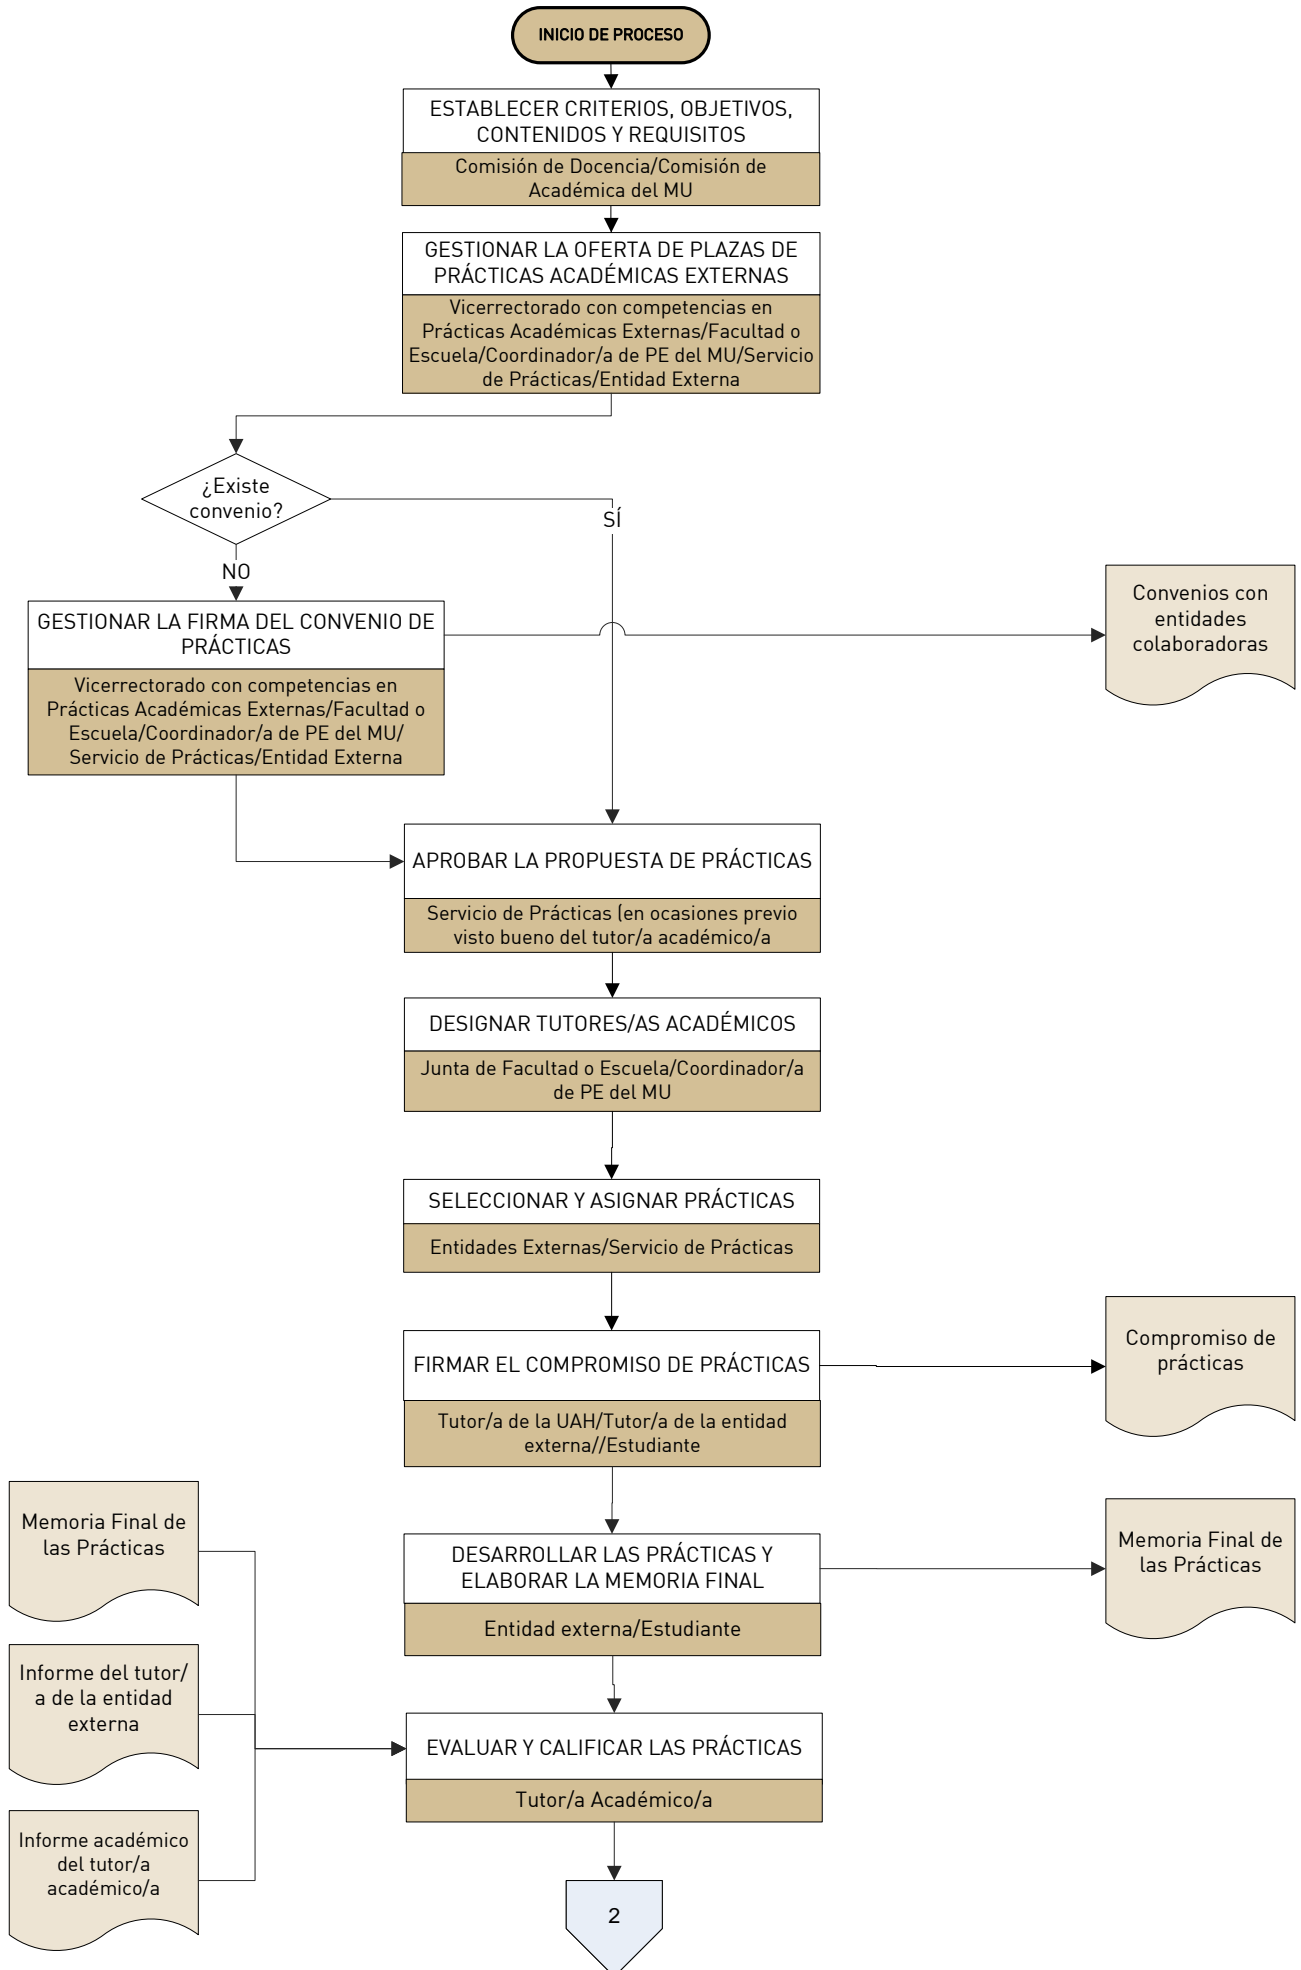 INICIO DE PROCESO
ESTABLECER CRITERIOS, OBJETIVOS,
CONTENIDOS Y REQUISITOS
Comisión de Docencia/Comisión de
Académica del MU
GESTIONAR LA OFERTA DE PLAZAS DE
PRÁCTICAS ACADÉMICAS EXTERNAS
Vicerrectorado con competencias en
Prácticas Académicas Externas/Facultad o
Escuela/Coordinador/a de PE del MU/Servicio
de Prácticas/Entidad Externa
¿Existe
convenio?
SÍ
NO
GESTIONAR LA FIRMA DEL CONVENIO DE
PRÁCTICAS
Vicerrectorado con competencias en
Prácticas Académicas Externas/Facultad o
Escuela/Coordinador/a de PE del MU/
Servicio de Prácticas/Entidad Externa
Convenios con
entidades
colaboradoras
APROBAR LA PROPUESTA DE PRÁCTICAS
Servicio de Prácticas (en ocasiones previo
visto bueno del tutor/a académico/a
DESIGNAR TUTORES/AS ACADÉMICOS
Junta de Facultad o Escuela/Coordinador/a
de PE del MU
SELECCIONAR Y ASIGNAR PRÁCTICAS
Entidades Externas/Servicio de Prácticas
FIRMAR EL COMPROMISO DE PRÁCTICAS
Tutor/a de la UAH/Tutor/a de la entidad
externa//Estudiante
Compromiso de
prácticas
Memoria Final de
las Prácticas
DESARROLLAR LAS PRÁCTICAS Y
ELABORAR LA MEMORIA FINAL
Entidad externa/Estudiante
Memoria Final de
las Prácticas
Informe del tutor/
a de la entidad
externa
EVALUAR Y CALIFICAR LAS PRÁCTICAS
Tutor/a Académico/a
Informe académico
del tutor/a
académico/a
2